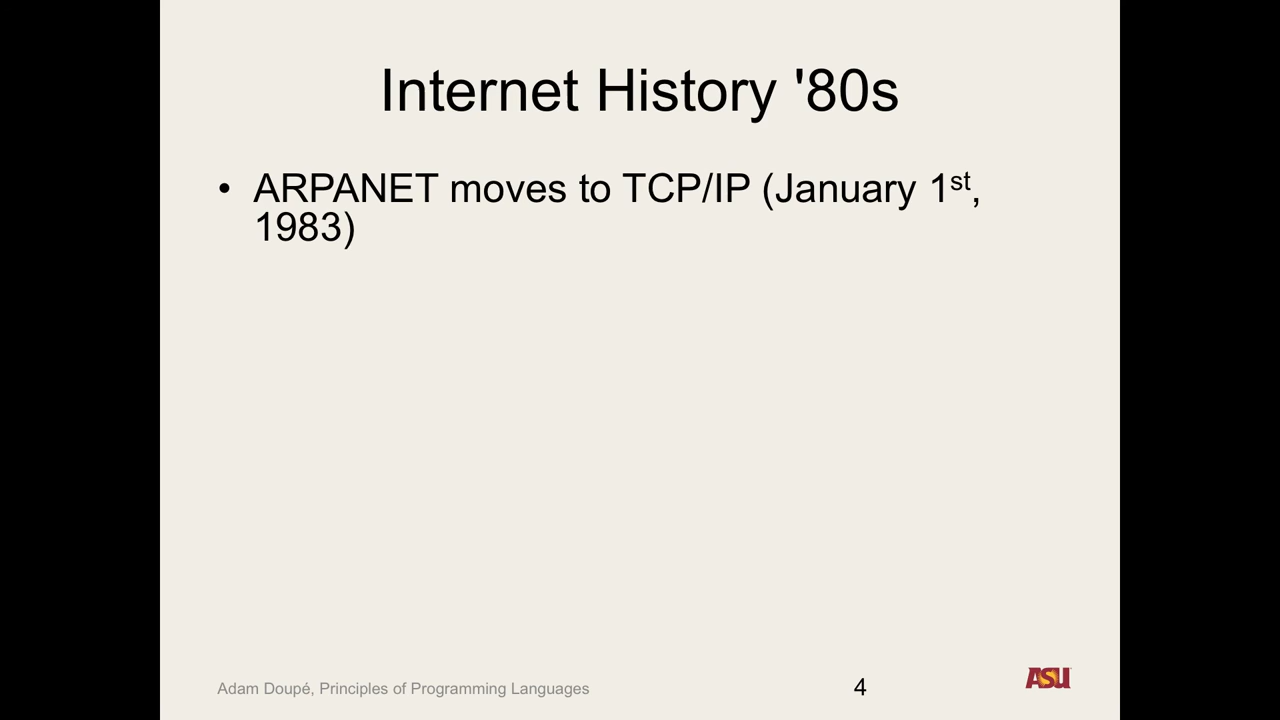 Internet History '80s
• ARPANET moves to TCP/IP (January 1st,
1983)
Adam Doupé, Principles of Programming Languages
4
ASU